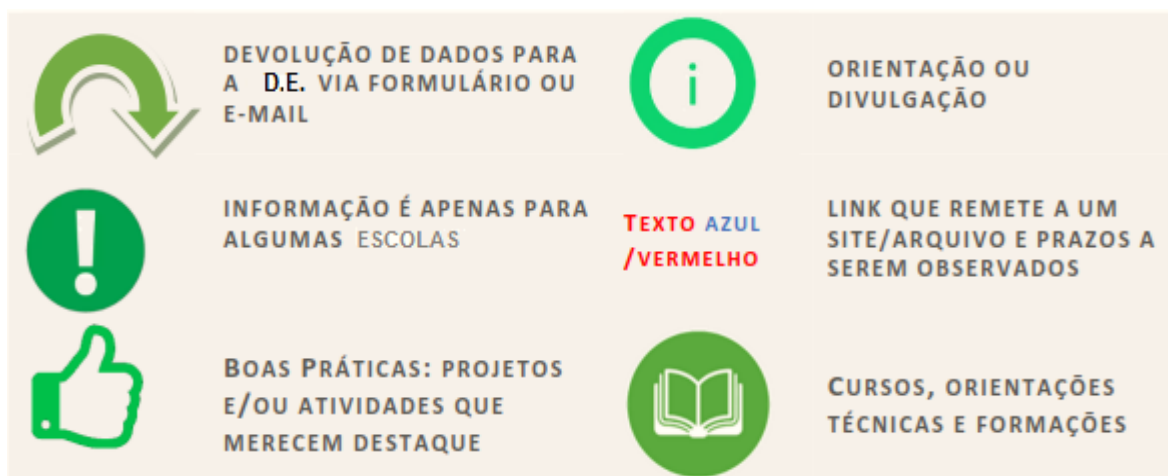 DEVOLUÇÃO DE DADOS PARA
A D.E. VIA FORMULÁRIO OU
E-MAIL
i
ORIENTAÇÃO OU
DIVULGAÇÃO
!
INFORMAÇÃO É APENAS PARA
ALGUMAS ESCOLAS
TEXTO AZUL
/VERMELHO
LINK QUE REMETE A UM
SITE/ARQUIVO E PRAZOS A
SEREM OBSERVADOS
BOAS PRÁTICAS: PROJETOS
E/OU ATIVIDADES QUE
MERECEM DESTAQUE
CURSOS, ORIENTAÇÕES
TÉCNICAS E FORMAÇÕES